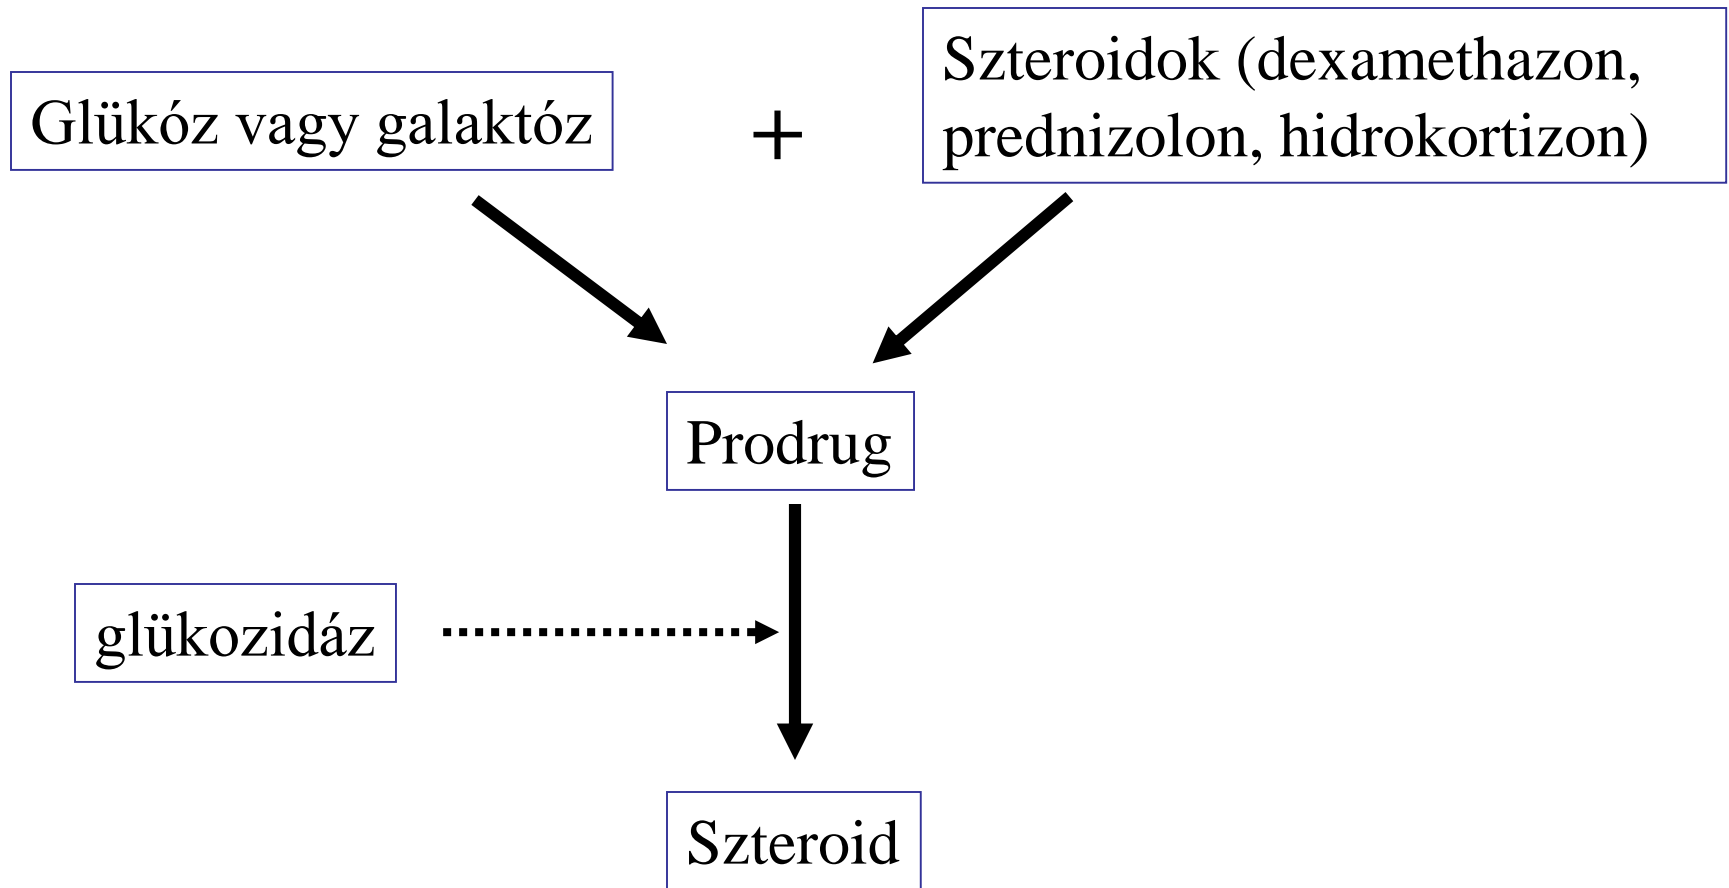 Glükóz vagy galaktóz
+
Szteroidok (dexamethazon,
prednizolon, hidrokortizon)
Prodrug
glükozidáz
Szteroid